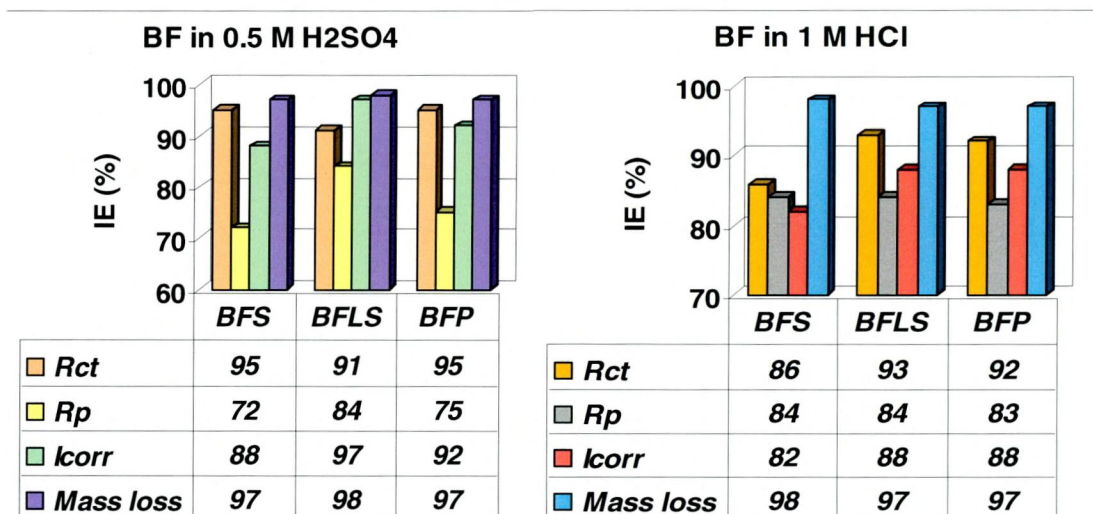 BF in 0.5 M H2SO4
100
90
80
70
60
IE (%)
BFS BFLS BFP
Rct 95 91 95
Rp 72 84 75
Icorr 88 97 92
Mass loss 97 98 97
BF in 1 M HCl
100
90
80
70
IE (%)
BFS BFLS BFP
Rct 86 93 92
Rp 84 84 83
Icorr 82 88 88
Mass loss 98 97 97